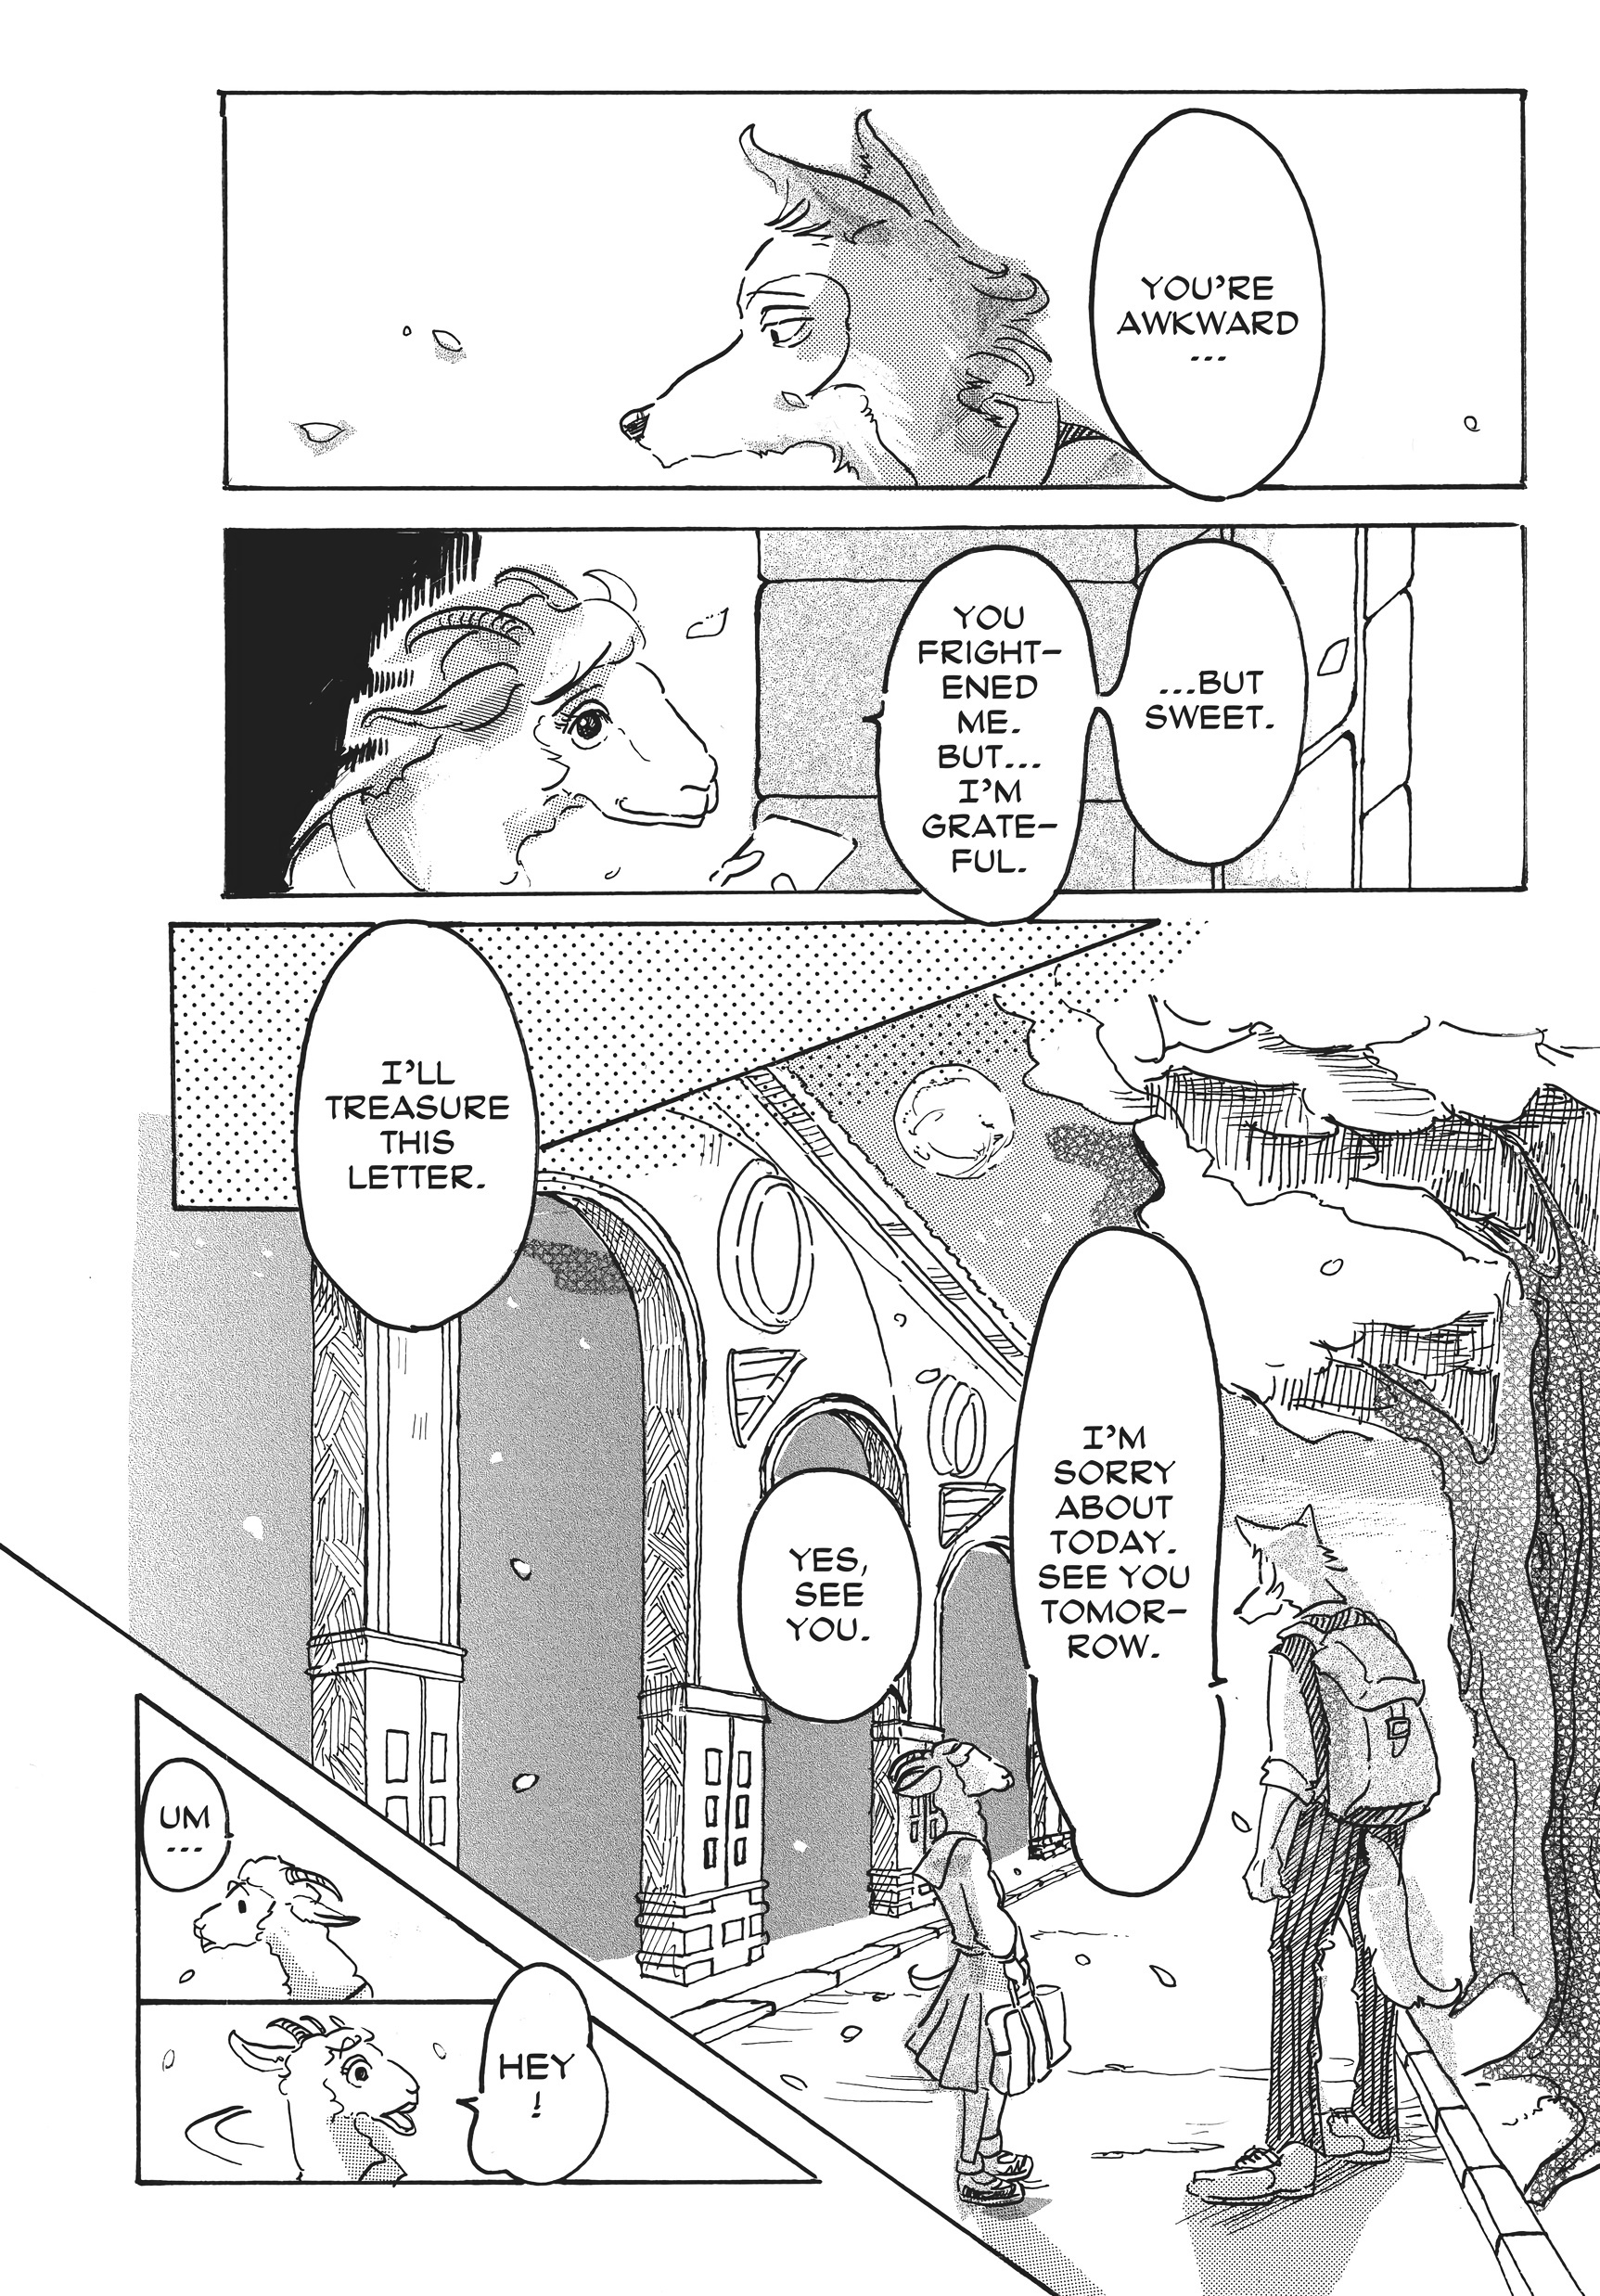 YOU'RE
AWKWARD
...
...BUT
SWEET.
YOU
FRIGHT-
ENED
ME.
BUT...
I'M
GRATE-
FUL.
I'LL
TREASURE
THIS
LETTER.
I'M
SORRY
ABOUT
TODAY.
SEE YOU
TOMOR-
ROW.
YES,
SEE
YOU.
UM
...
HEY
!